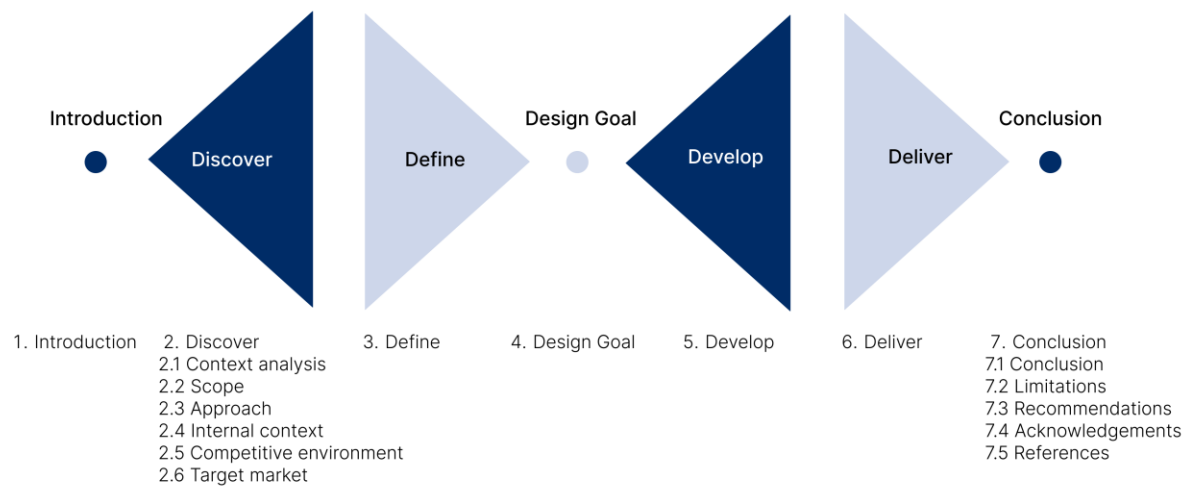 Introduction
Discover
Define
Design Goal
Develop
Deliver
Conclusion
1. Introduction
2. Discover
2.1 Context analysis
2.2 Scope
2.3 Approach
2.4 Internal context
2.5 Competitive environment
2.6 Target market
3. Define
4. Design Goal
5. Develop
6. Deliver
7. Conclusion
7.1 Conclusion
7.2 Limitations
7.3 Recommendations
7.4 Acknowledgements
7.5 References